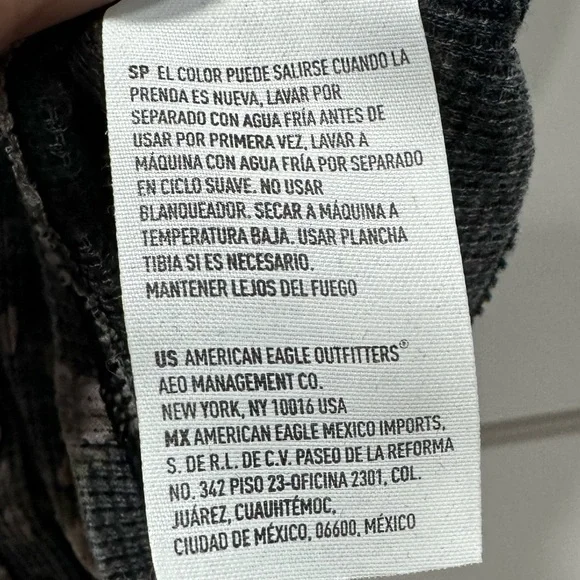 SP EL COLOR PUEDE SALIRSE CUANDO LA
PRENDA ES NUEVA, LAVAR POR
SEPARADO CON AGUA FRÍA ANTES DE
USAR POR PRIMERA VEZ, LAVAR A
MÁQUINA CON AGUA FRÍA POR SEPARADO
EN CICLO SUAVE. NO USAR
BLANQUEADOR. SECAR A MÁQUINA A
TEMPERATURA BAJA. USAR PLANCHA
TIBIA SI ES NECESARIO.
MANTENER LEJOS DEL FUEGO
US AMERICAN EAGLE OUTFITTERS®
AEO MANAGEMENT CO.
NEW YORK, NY 10016 USA
MX AMERICAN EAGLE MEXICO IMPORTS,
S. DE R.L. DE C.V. PASEO DE LA REFORMA
NO. 342 PISO 23-OFICINA 2301, COL.
JUÁREZ, CUAUHTÉMOC,
CIUDAD DE MÉXICO, 06600, MÉXICO